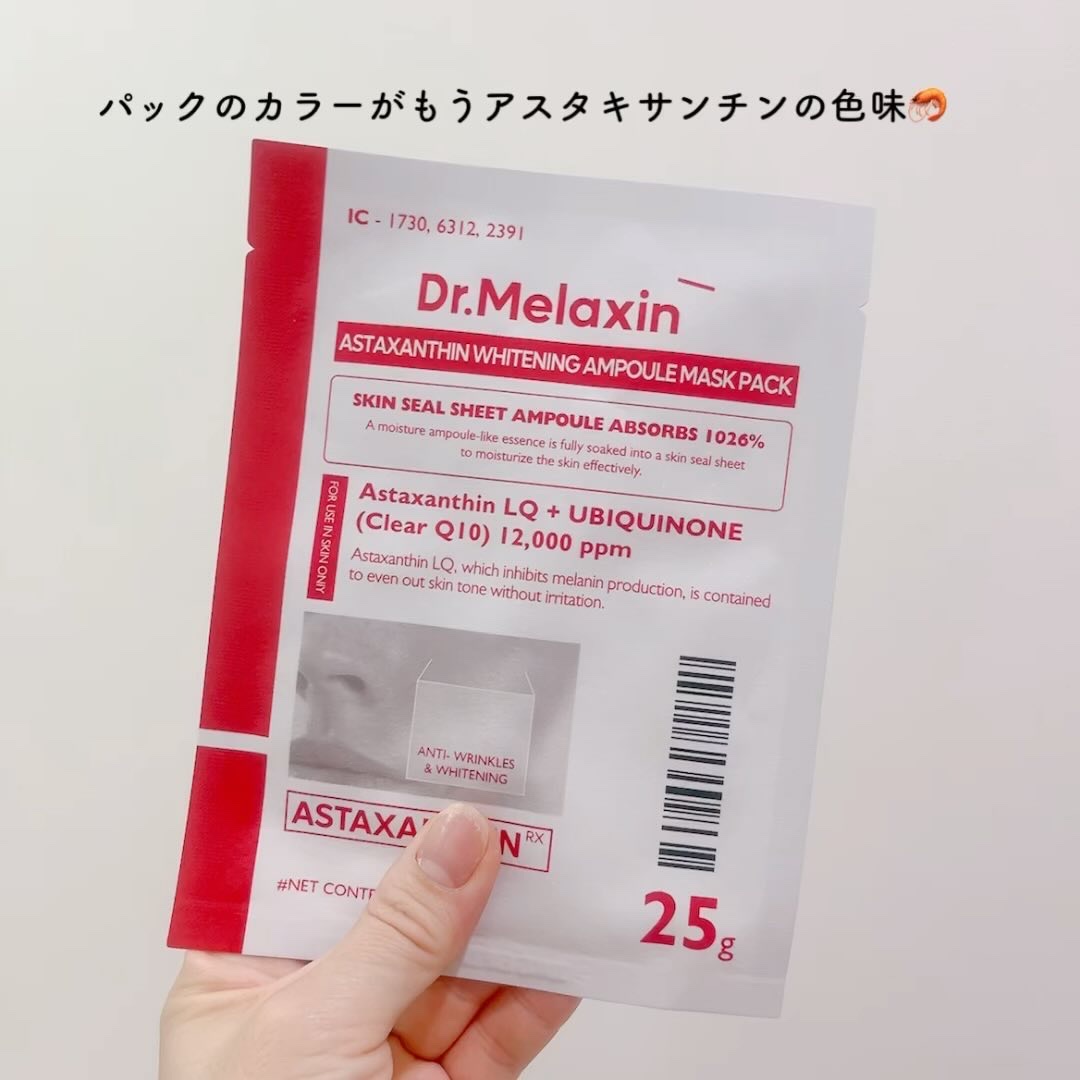 パックのカラーがもうアスタキサンチンの色味🦐
IC - 1730, 6312, 2391
Dr.Melaxin
ASTAXANTHIN WHITENING AMPOULE MASK PACK
SKIN SEAL SHEET AMPOULE ABSORBS 1026%
A moisture ampoule-like essence is fully soaked into a skin seal sheet
to moisturize the skin effectively.
FOR USE IN SKIN ONlY
Astaxanthin LQ + UBIQUINONE
(Clear Q10) 12,000 ppm
Astaxanthin LQ, which inhibits melanin production, is contained
to even out skin tone without irritation.
ANTI- WRINKLES
& WHITENING
RX
#NET
25g